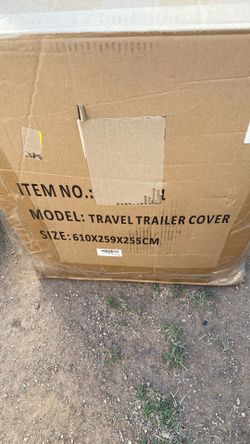 ITEM NO.:
MODEL: TRAVEL TRAILER COVER
SIZE:610X259X255CM